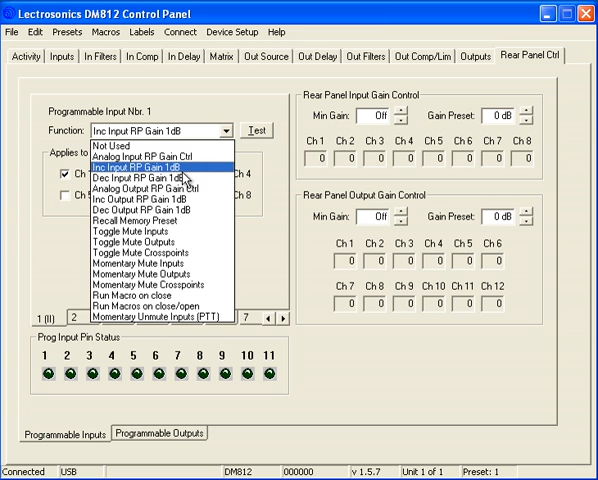 Lectrosonics DM812 Control Panel
File Edit Presets Macros Labels Connect Device Setup Help
Activity Inputs In Filters In Comp In Delay Matrix Out Source Out Delay Out Filters Out Comp/Lim Outputs Rear Panel Ctrl
Programmable Input Nbr. 1
Function: Inc Input RP Gain 1dB Test
Not Used
Analog Input RP Gain Ctrl
Inc Input RP Gain 1dB
Dec Input RP Gain 1dB
Analog Output RP Gain Ctrl
Inc Output RP Gain 1dB
Dec Output RP Gain 1dB
Recall Memory Preset
Toggle Mute Inputs
Toggle Mute Outputs
Toggle Mute Crosspoints
Momentary Mute Inputs
Momentary Mute Outputs
Momentary Mute Crosspoints
Run Macro on close
Run Macros on close/open
Momentary Unmute Inputs (PTT)
Applies to
Ch 4
Ch 8
1 (II) 2 7
Prog Input Pin Status
1 2 3 4 5 6 7 8 9 10 11
Programmable Inputs Programmable Outputs
Rear Panel Input Gain Control
Min Gain: Off Gain Preset: 0 dB
Ch 1 Ch 2 Ch 3 Ch 4 Ch 5 Ch 6 Ch 7 Ch 8
0 0 0 0 0 0 0 0
Rear Panel Output Gain Control
Min Gain: Off Gain Preset: 0 dB
Ch 1 Ch 2 Ch 3 Ch 4 Ch 5 Ch 6
0 0 0 0 0 0
Ch 7 Ch 8 Ch 9 Ch 10 Ch 11 Ch 12
0 0 0 0 0 0
Connected USB DM812 000000 v 1.5.7 Unit 1 of 1 Preset: 1